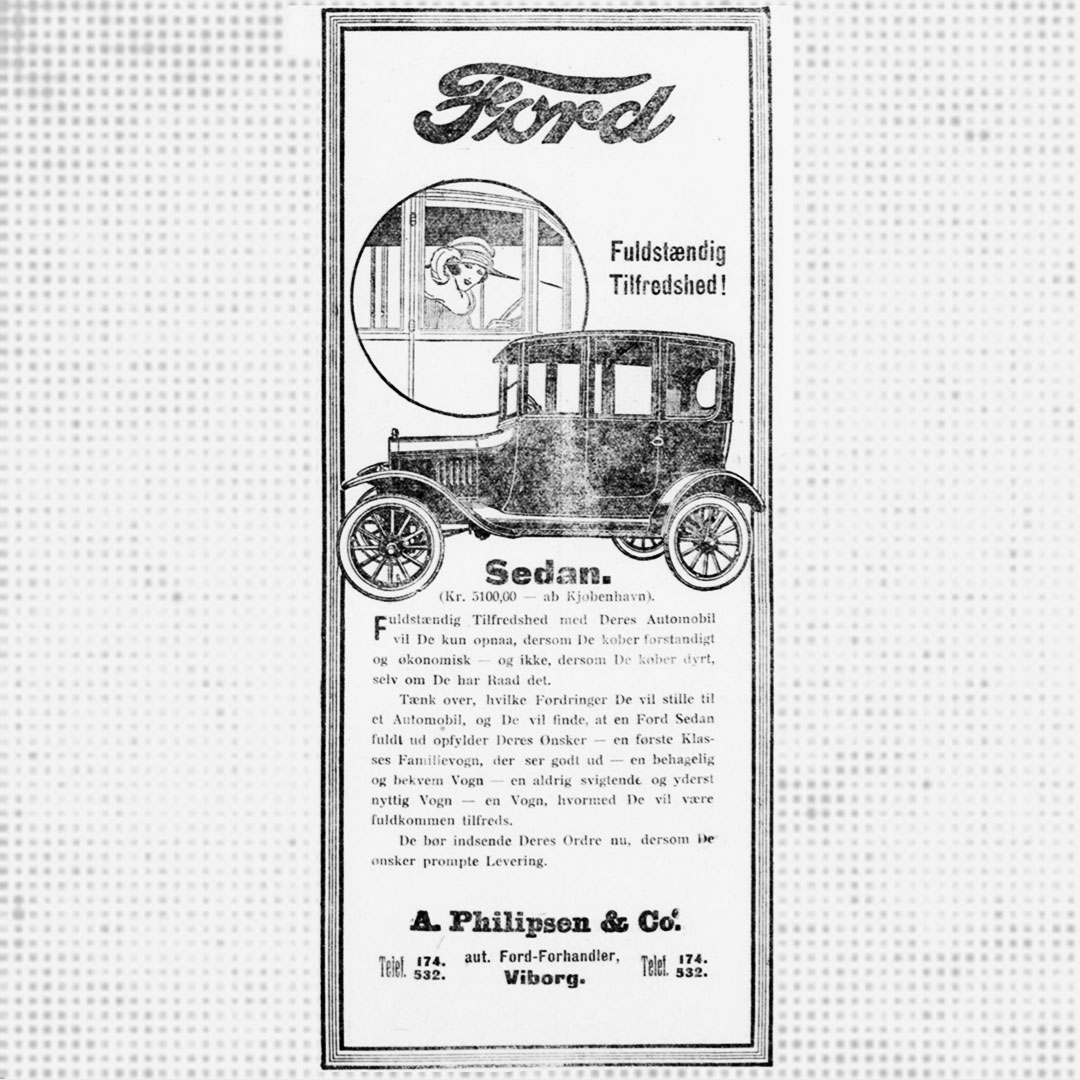 Ford
Fuldstændig
Tilfredshed!
Sedan.
(Kr. 5100,00 — ab Kjøbenhavn).
Fuldstændig Tilfredshed med Deres Automobil
vil De kun opnaa, dersom De køber forstandigt
og økonomisk — og ikke, dersom De køber dyrt,
selv om De har Raad det.
Tænk over, hvilke Fordringer De vil stille til
et Automobil, og De vil finde, at en Ford Sedan
fuldt ud opfylder Deres Ønsker — en første Klas-
ses Familievogn, der ser godt ud — en behagelig
og bekvem Vogn — en aldrig svigtende og yderst
nyttig Vogn — en Vogn, hvormed De vil være
fuldkommen tilfreds.
De bør indsende Deres Ordre nu, dersom De
ønsker prompte Levering.
A. Philipsen & Co.
Telef. 174. 532. aut. Ford-Forhandler, Telef. 174. 532.
Viborg.